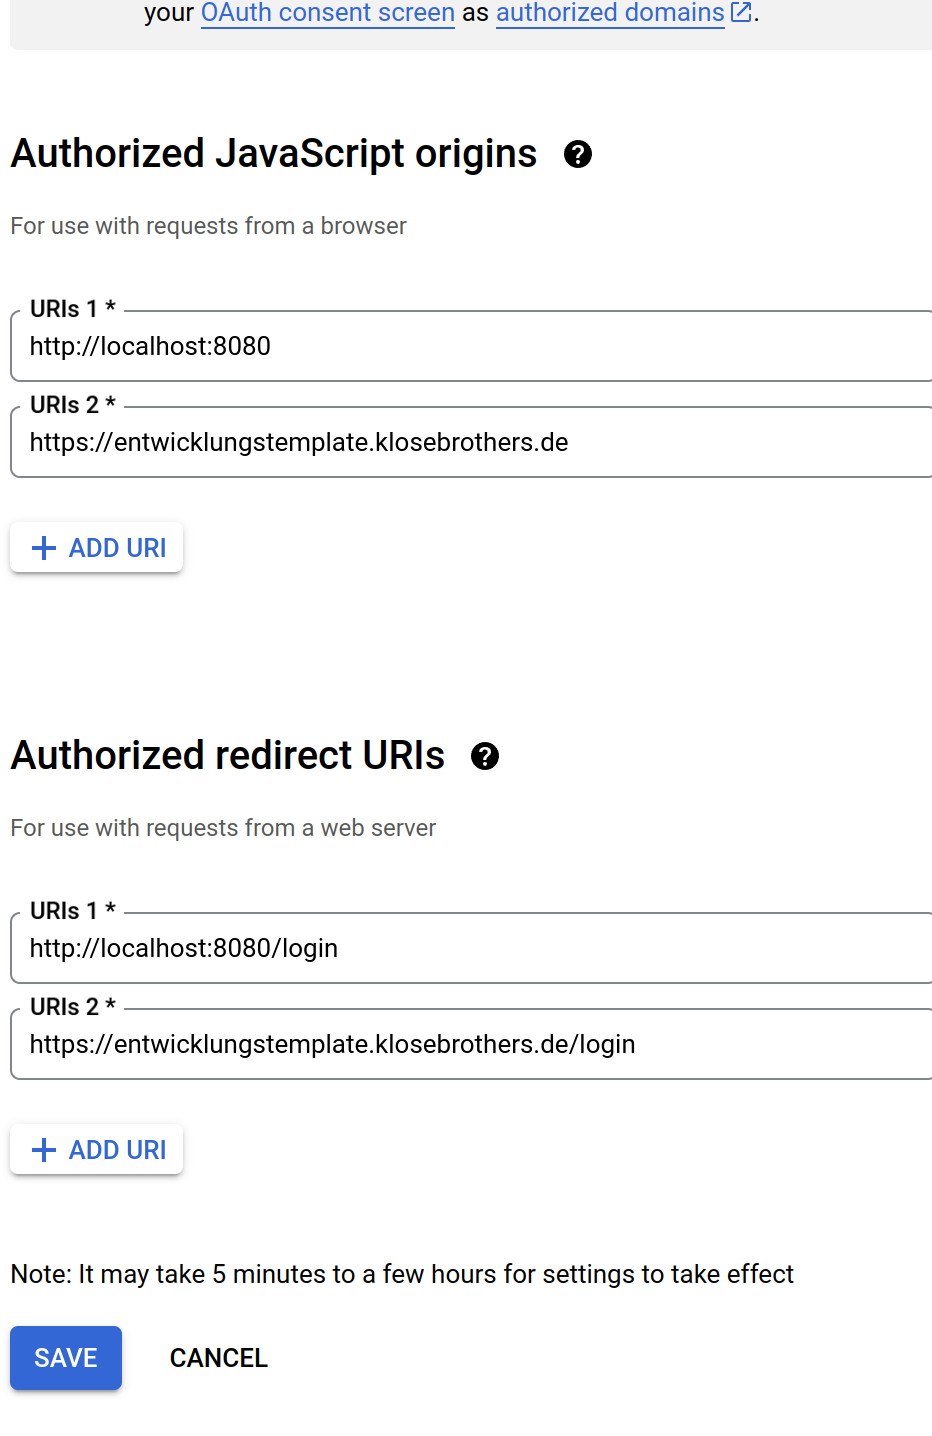 your OAuth consent screen as authorized domains.
Authorized JavaScript origins
For use with requests from a browser
URIs 1 *
http://localhost:8080
URIs 2 *
https://entwicklungstemplate.klosebrothers.de
ADD URI
Authorized redirect URIs
For use with requests from a web server
URIs 1 *
http://localhost:8080/login
URIs 2 *
https://entwicklungstemplate.klosebrothers.de/login
ADD URI
Note: It may take 5 minutes to a few hours for settings to take effect
SAVE CANCEL